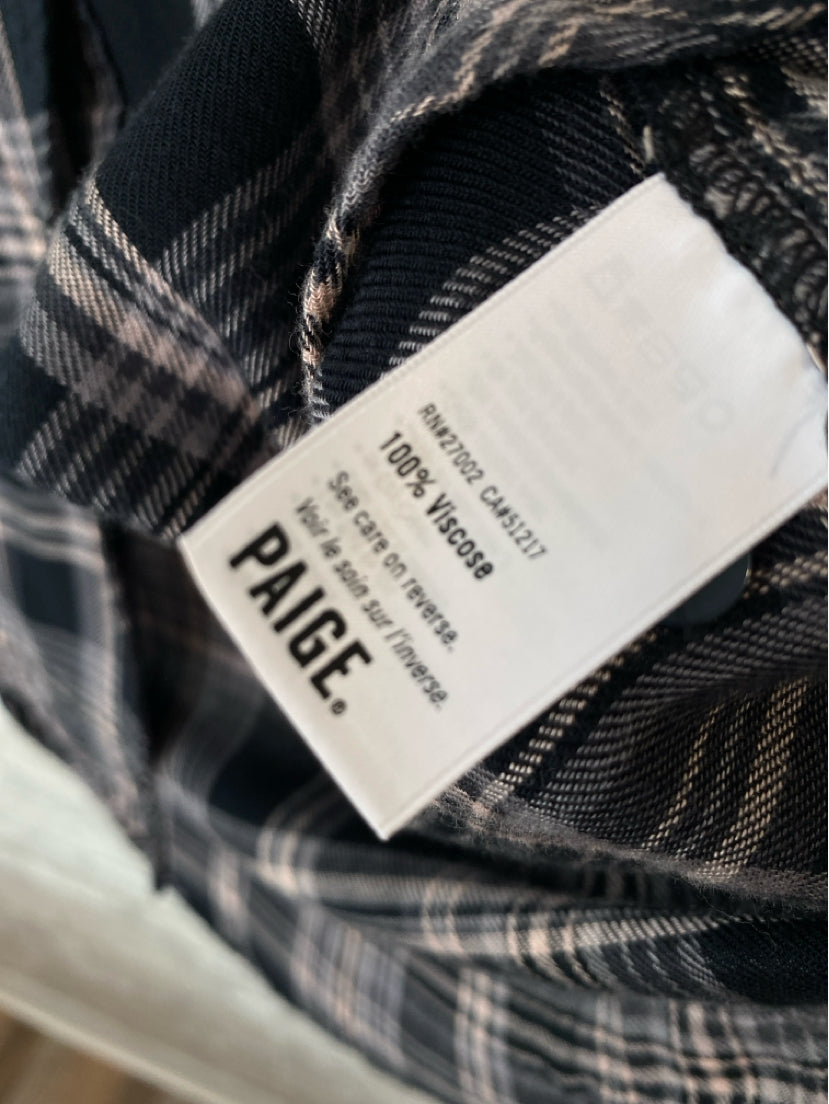 RN#27002 CA#51217
100% Viscose
See care on reverse.
Voir le soin sur l'inverse.
PAIGE®